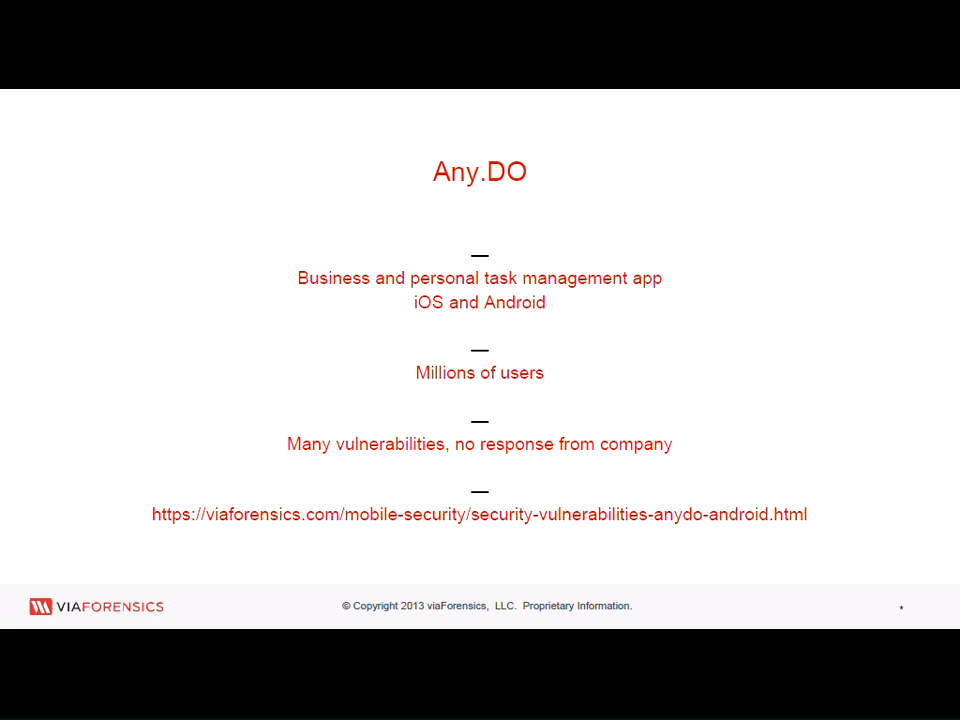 Any.DO
—
Business and personal task management app
iOS and Android
—
Millions of users
—
Many vulnerabilities, no response from company
—
https://viaforensics.com/mobile-security/security-vulnerabilities-anydo-android.html
VIAFORENSICS
© Copyright 2013 viaForensics, LLC. Proprietary Information.
*